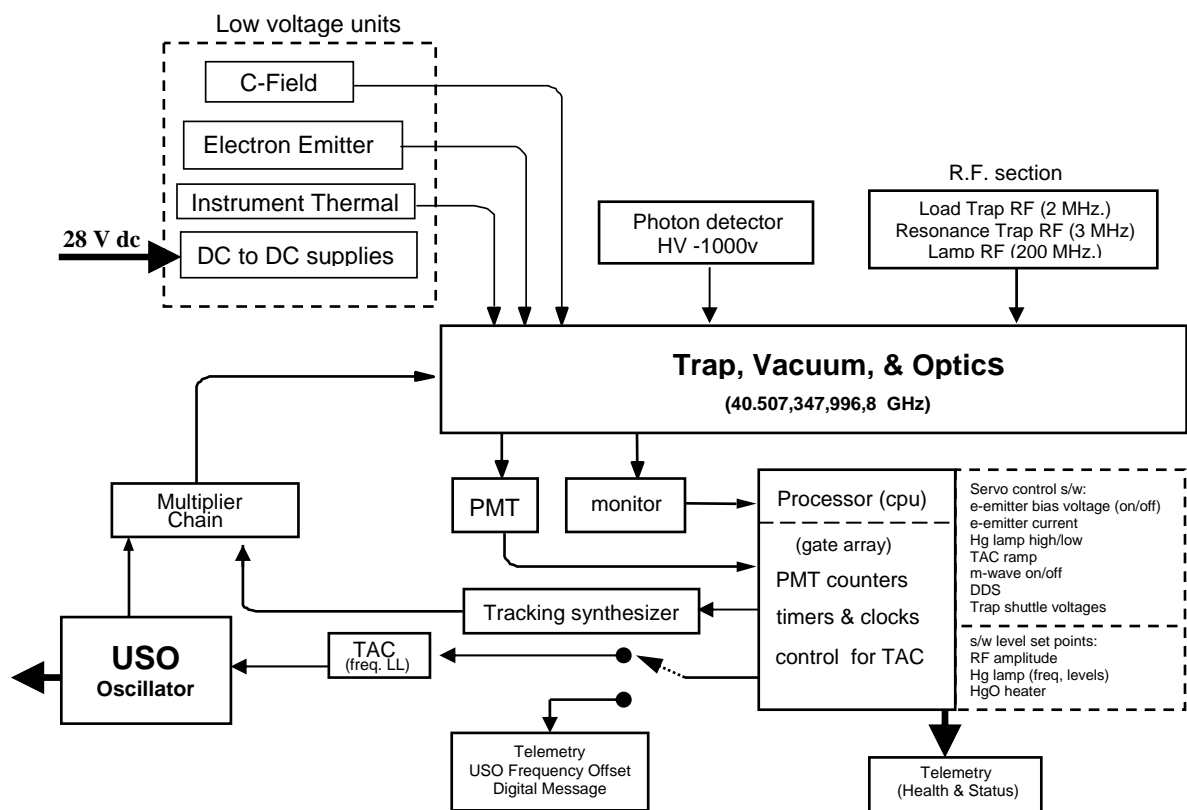 Low voltage units
C-Field
Electron Emitter
Instrument Thermal
28 V dc
DC to DC supplies
Photon detector
HV -1000v
R.F. section
Load Trap RF (2 MHz.)
Resonance Trap RF (3 MHz)
Lamp RF (200 MHz.)
Trap, Vacuum, & Optics
(40.507,347,996,8 GHz)
Multiplier
Chain
PMT
monitor
Processor (cpu)
(gate array)
PMT counters
timers & clocks
control for TAC
Servo control s/w:
e-emitter bias voltage (on/off)
e-emitter current
Hg lamp high/low
TAC ramp
m-wave on/off
DDS
Trap shuttle voltages
s/w level set points:
RF amplitude
Hg lamp (freq, levels)
HgO heater
Tracking synthesizer
TAC
(freq. LL)
USO
Oscillator
Telemetry
USO Frequency Offset
Digital Message
Telemetry
(Health & Status)